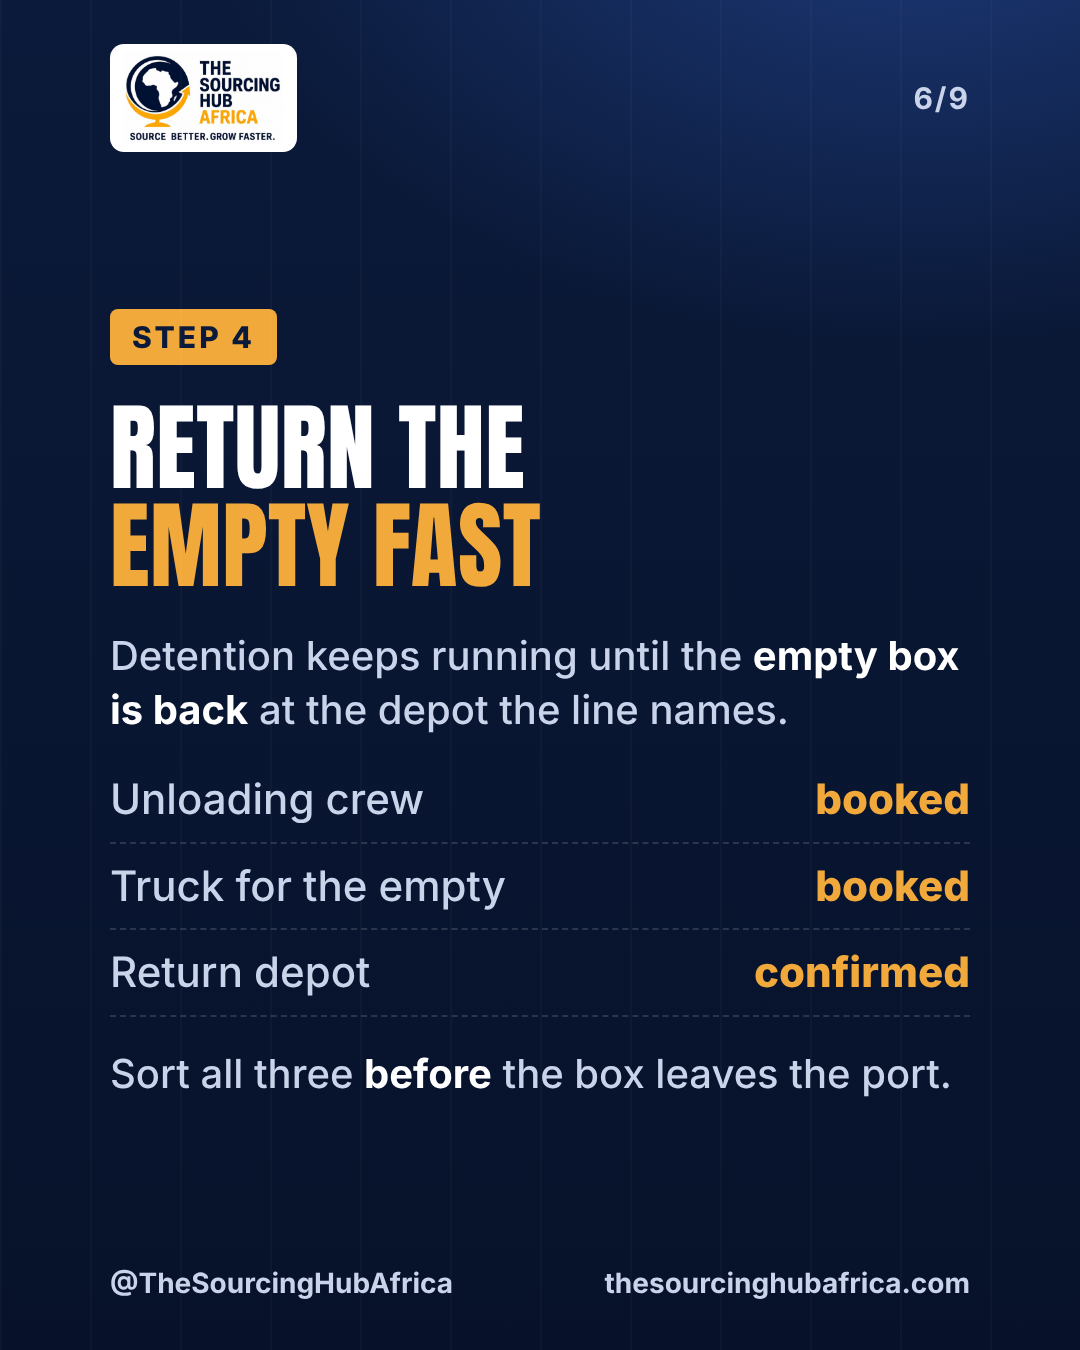 THE
SOURCING
HUB
AFRICA
SOURCE BETTER. GROW FASTER.
6/9
STEP 4
RETURN THE
EMPTY FAST
Detention keeps running until the empty box
is back at the depot the line names.
Unloading crew booked
Truck for the empty booked
Return depot confirmed
Sort all three before the box leaves the port.
@TheSourcingHubAfrica thesourcinghubafrica.com